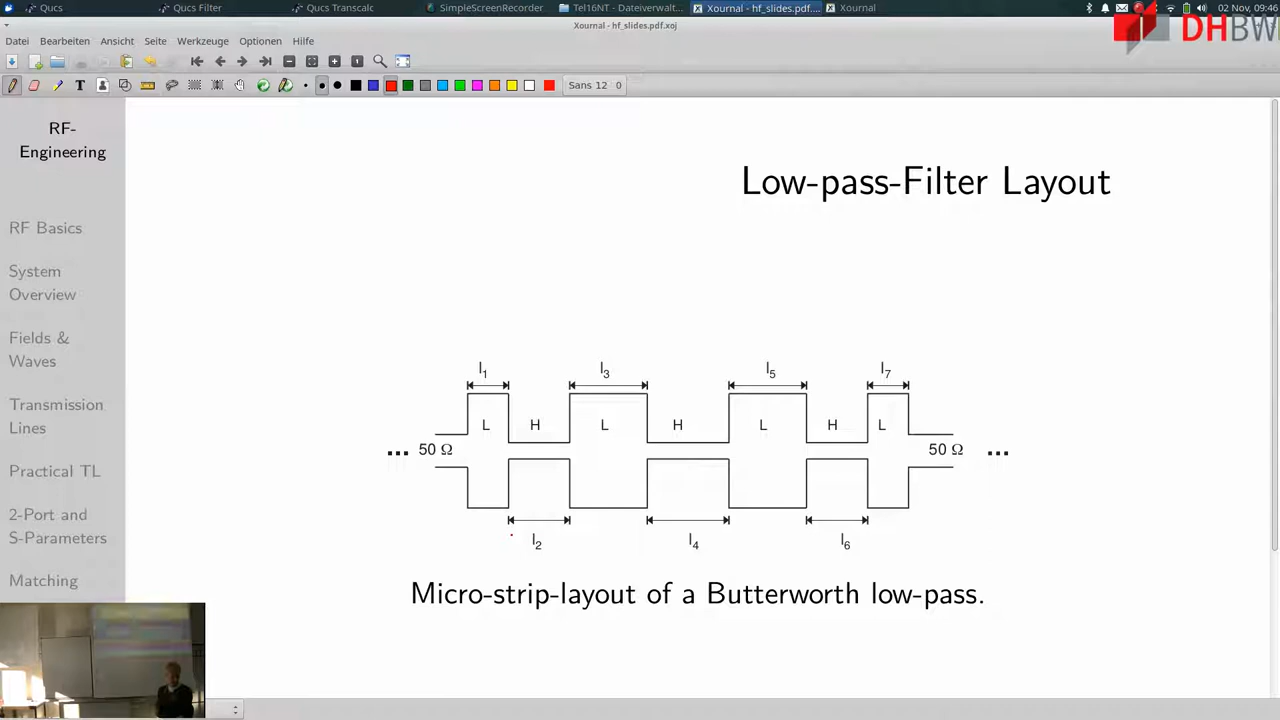 Qucs
Qucs Filter
Qucs Transcalc
SimpleScreenRecorder
Tel16NT - Dateiverwalt...
Xournal - hf_slides.pdf....
Xournal
02 Nov, 09:46
Xournal - hf_slides.pdf.xoj
Datei Bearbeiten Ansicht Seite Werkzeuge Optionen Hilfe
DHBW
T
Sans 12 0
RF-
Engineering
RF Basics
System
Overview
Fields &
Waves
Transmission
Lines
Practical TL
2-Port and
S-Parameters
Matching
Low-pass-Filter Layout
l1 l3 l5 l7
L H L H L H L
... 50 Ω 50 Ω ...
l2 l4 l6
Micro-strip-layout of a Butterworth low-pass.